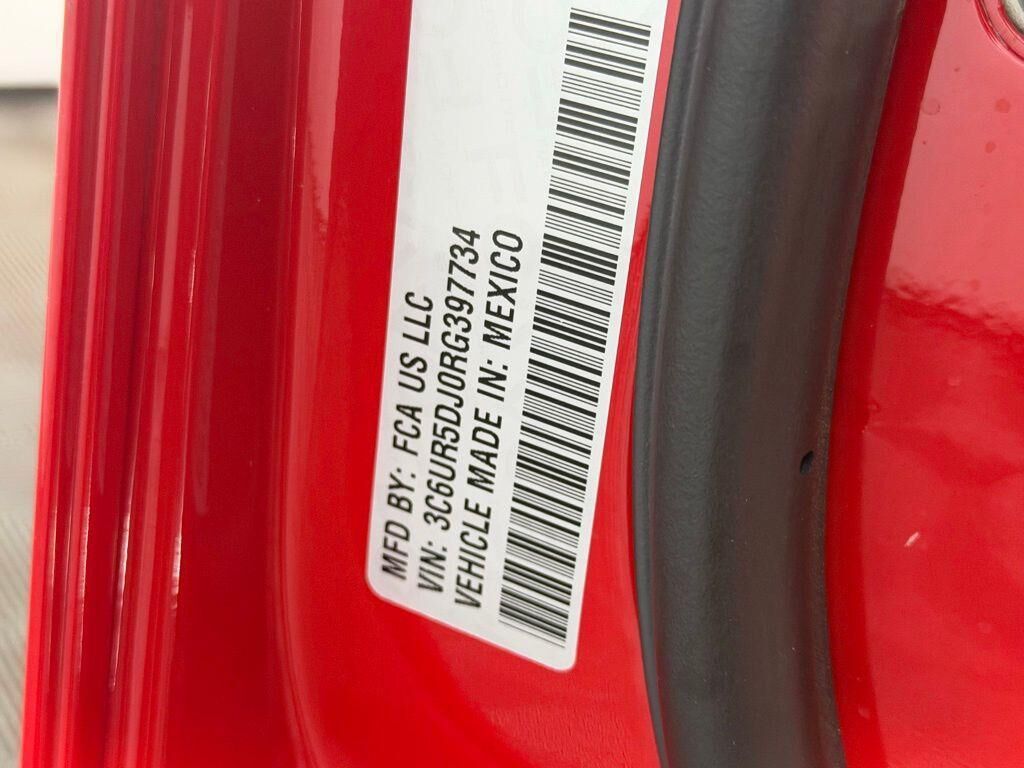 MFD BY: FCA US LLC
VIN: 3C6UR5DJ0RG397734
VEHICLE MADE IN: MEXICO